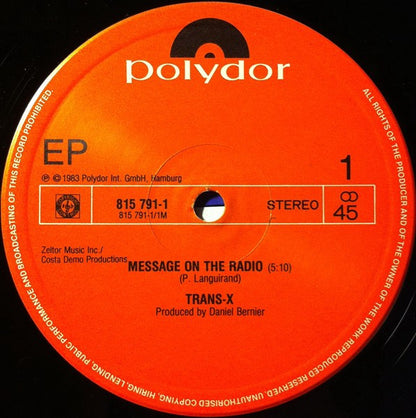 polydor
EP
1
℗ © 1983 Polydor Int. GmbH, Hamburg
815 791-1
815 791-1/1M
STEREO
45
Zeltor Music Inc./
Costa Demo Productions
MESSAGE ON THE RADIO (5:10)
(P. Languirand)
TRANS-X
Produced by Daniel Bernier
ALL RIGHTS OF THE PRODUCER AND OF THE OWNER OF THE WORK REPRODUCED RESERVED. UNAUTHORISED COPYING, HIRING, LENDING, PUBLIC PERFORMANCE AND BROADCASTING OF THIS RECORD PROHIBITED.